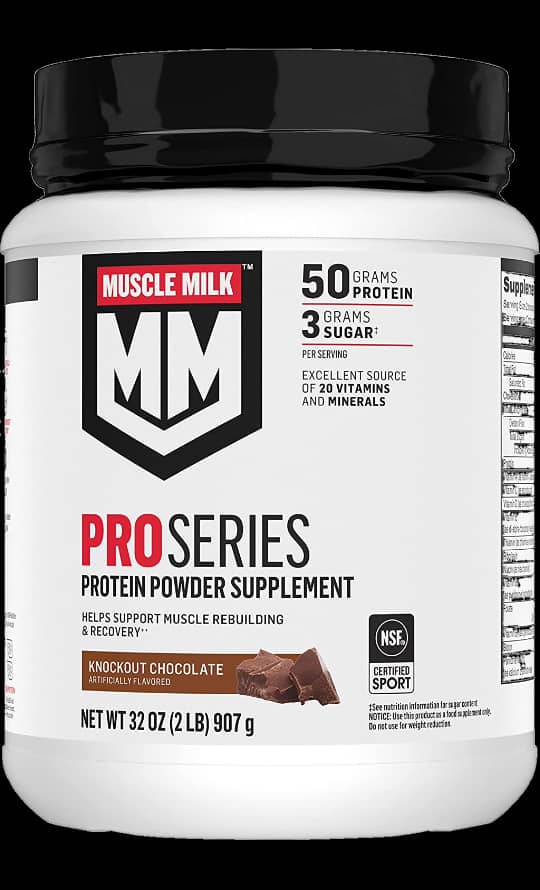 MUSCLE MILK™
MM
50 GRAMS PROTEIN
3 GRAMS SUGAR‡
PER SERVING
EXCELLENT SOURCE
OF 20 VITAMINS
AND MINERALS
PRO SERIES
PROTEIN POWDER SUPPLEMENT
HELPS SUPPORT MUSCLE REBUILDING
& RECOVERY**
KNOCKOUT CHOCOLATE
ARTIFICIALLY FLAVORED
NET WT 32 OZ (2 LB) 907 g
NSF®
CERTIFIED
SPORT
‡See nutrition information for sugar content
NOTICE: Use this product as a food supplement only.
Do not use for weight reduction.
Calories
Protein